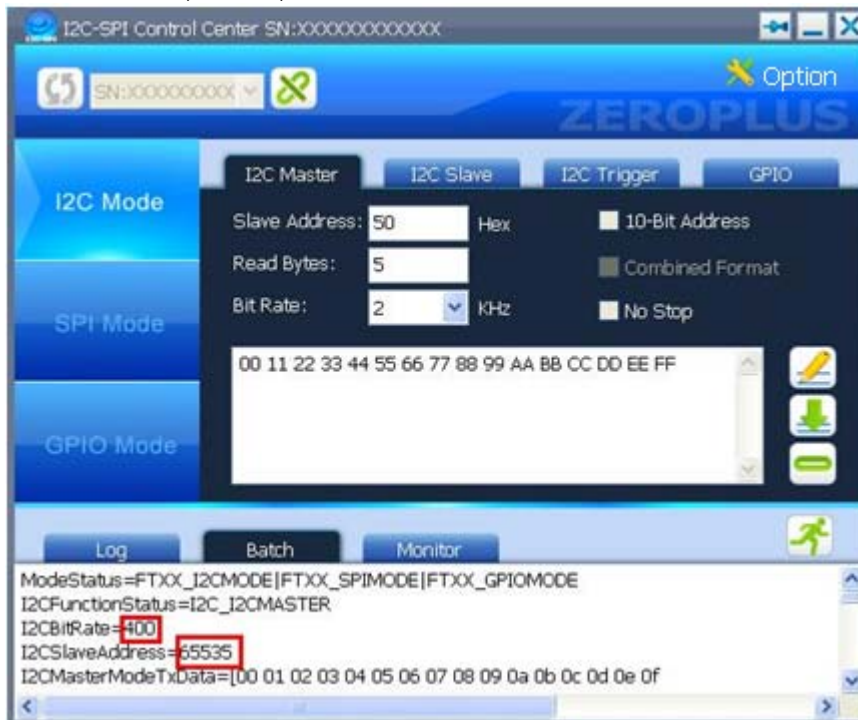 I2C-SPI Control Center SN:XXXXXXXXXXXX
SN:XXXXXXXXX
Option
ZEROPLUS
I2C Mode
SPI Mode
GPIO Mode
I2C Master
I2C Slave
I2C Trigger
GPIO
Slave Address: 50 Hex
10-Bit Address
Read Bytes: 5
Combined Format
Bit Rate: 2 KHz
No Stop
00 11 22 33 44 55 66 77 88 99 AA BB CC DD EE FF
Log
Batch
Monitor
ModeStatus=FTXX_I2CMODE|FTXX_SPIMODE|FTXX_GPIOMODE
I2CFunctionStatus=I2C_I2CMASTER
I2CBitRate=400
I2CSlaveAddress=65535
I2CMasterModeTxData=[00 01 02 03 04 05 06 07 08 09 0a 0b 0c 0d 0e 0f